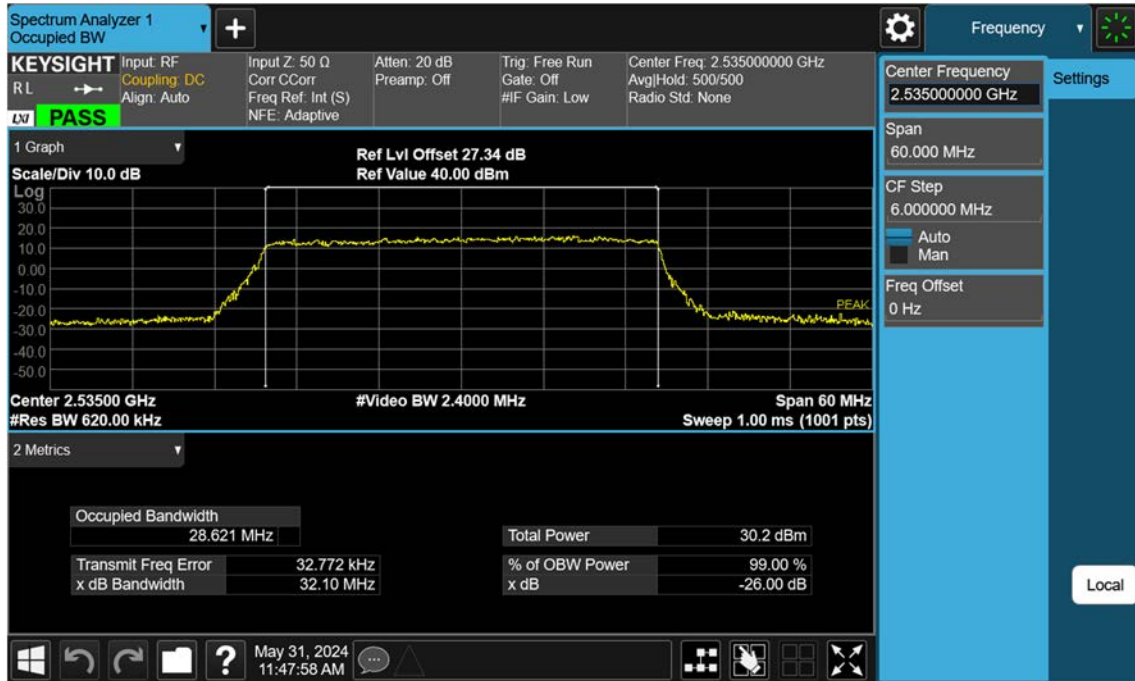 Spectrum Analyzer 1
Occupied BW
Frequency
KEYSIGHT
R L
LXI
PASS
Input: RF
Coupling: DC
Align: Auto
Input Z: 50 Ω
Corr CCorr
Freq Ref: Int (S)
NFE: Adaptive
Atten: 20 dB
Preamp: Off
Trig: Free Run
Gate: Off
#IF Gain: Low
Center Freq: 2.535000000 GHz
Avg|Hold: 500/500
Radio Std: None
Center Frequency
2.535000000 GHz
Settings
Span
60.000 MHz
CF Step
6.000000 MHz
Auto
Man
Freq Offset
0 Hz
Local
1 Graph
Scale/Div 10.0 dB
Ref Lvl Offset 27.34 dB
Ref Value 40.00 dBm
Log
30.0
20.0
10.0
0.00
-10.0
-20.0
-30.0
-40.0
-50.0
PEAK
Center 2.53500 GHz
#Video BW 2.4000 MHz
Span 60 MHz
#Res BW 620.00 kHz
Sweep 1.00 ms (1001 pts)
2 Metrics
Occupied Bandwidth
28.621 MHz
Total Power 30.2 dBm
Transmit Freq Error 32.772 kHz
% of OBW Power 99.00 %
x dB Bandwidth 32.10 MHz
x dB -26.00 dB
?
May 31, 2024
11:47:58 AM